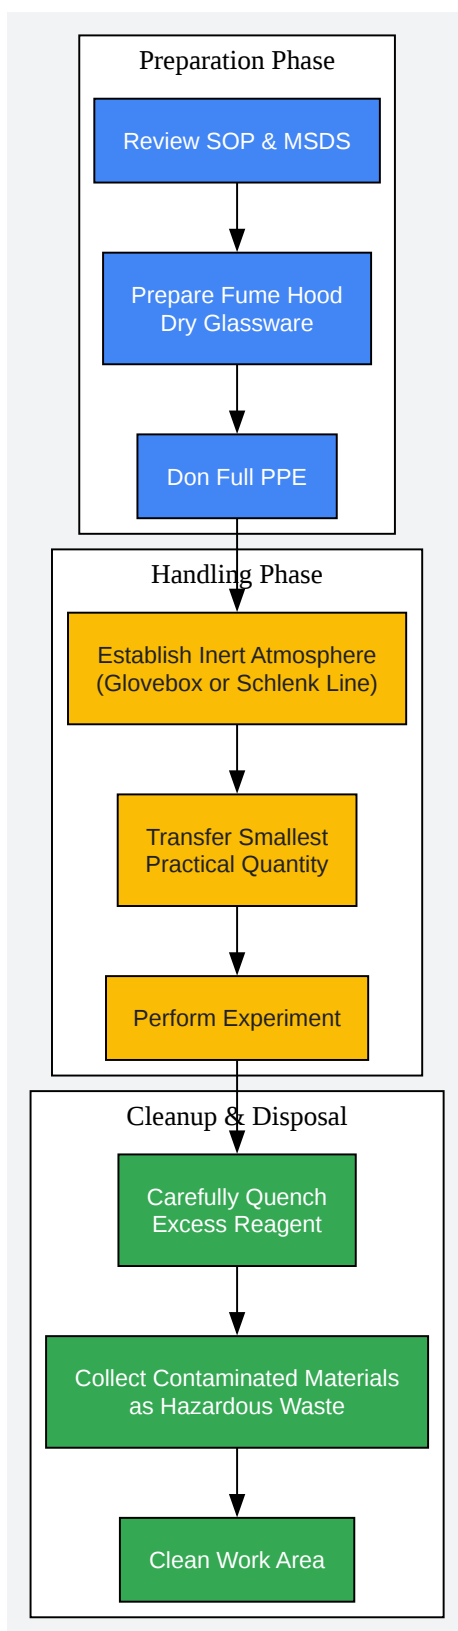 Preparation Phase
Review SOP & MSDS
Prepare Fume Hood
Dry Glassware
Don Full PPE
Handling Phase
Establish Inert Atmosphere
(Glovebox or Schlenk Line)
Transfer Smallest
Practical Quantity
Perform Experiment
Cleanup & Disposal
Carefully Quench
Excess Reagent
Collect Contaminated Materials
as Hazardous Waste
Clean Work Area